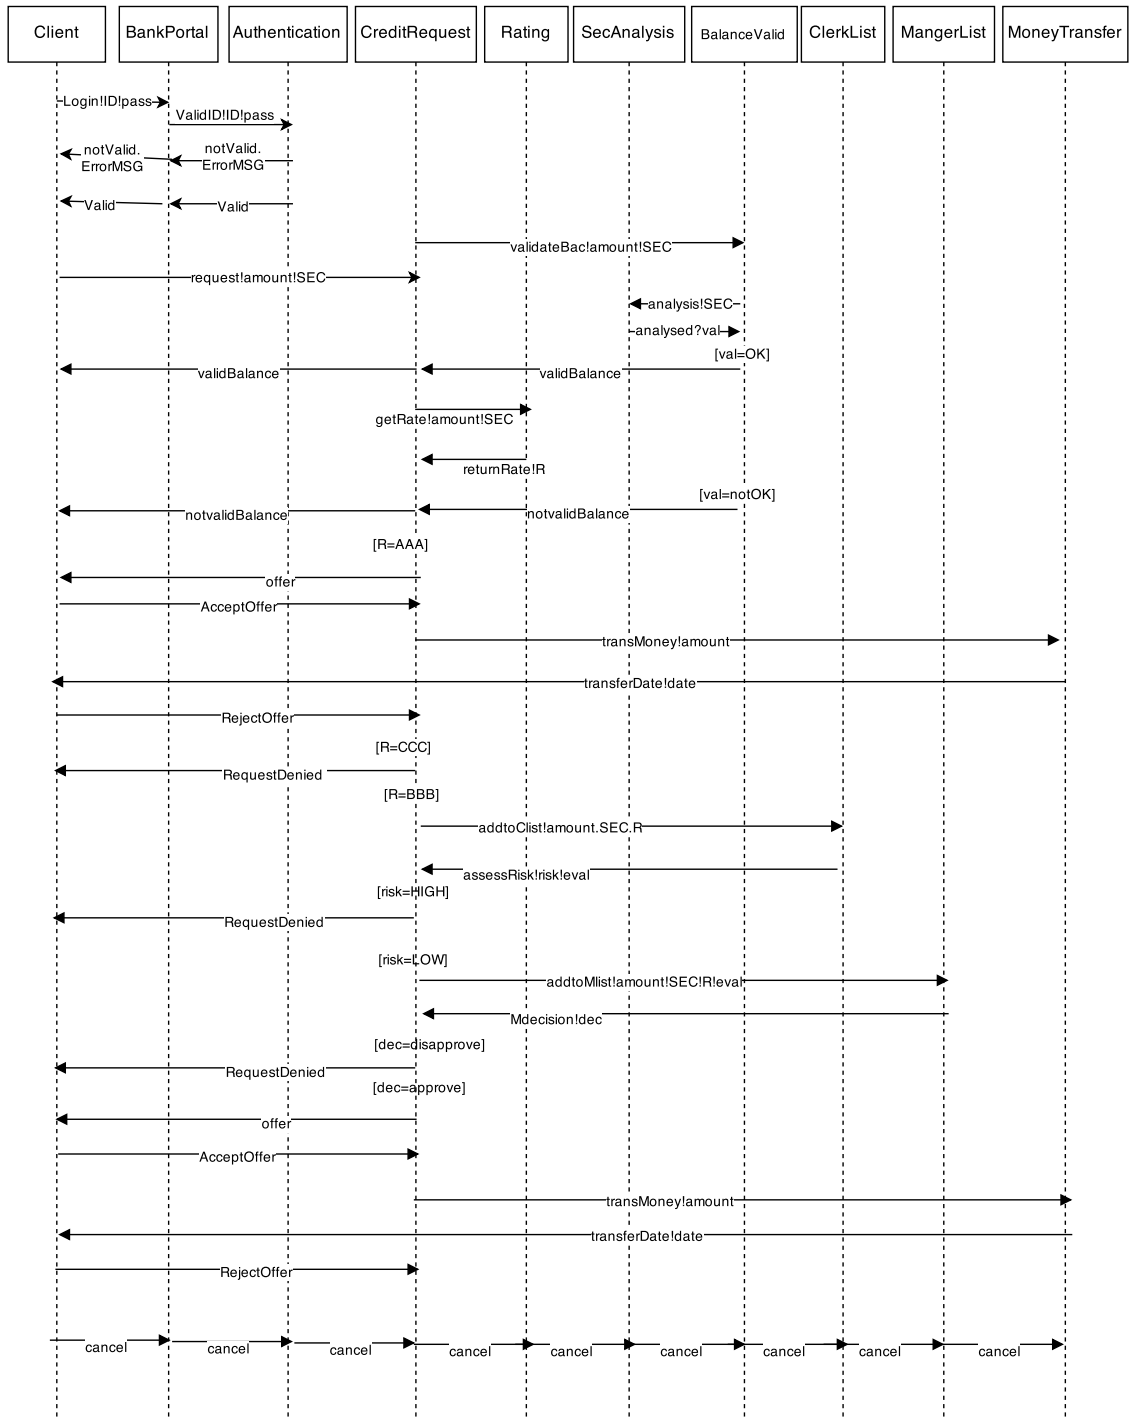 Client
BankPortal
Authentication
CreditRequest
Rating
SecAnalysis
BalanceValid
ClerkList
MangerList
MoneyTransfer
Login!ID!pass
ValidID!ID!pass
notValid.
ErrorMSG
notValid.
ErrorMSG
Valid
Valid
validateBac!amount!SEC
request!amount!SEC
analysis!SEC
analysed?val
[val=OK]
validBalance
validBalance
getRate!amount!SEC
returnRate!R
[val=notOK]
notvalidBalance
notvalidBalance
[R=AAA]
offer
AcceptOffer
transMoney!amount
transferDate!date
RejectOffer
[R=CCC]
RequestDenied
[R=BBB]
addtoClist!amount.SEC.R
assessRisk!risk!eval
[risk=HIGH]
RequestDenied
[risk=LOW]
addtoMlist!amount!SEC!R!eval
Mdecision!dec
[dec=disapprove]
RequestDenied
[dec=approve]
offer
AcceptOffer
transMoney!amount
transferDate!date
RejectOffer
cancel
cancel
cancel
cancel
cancel
cancel
cancel
cancel
cancel